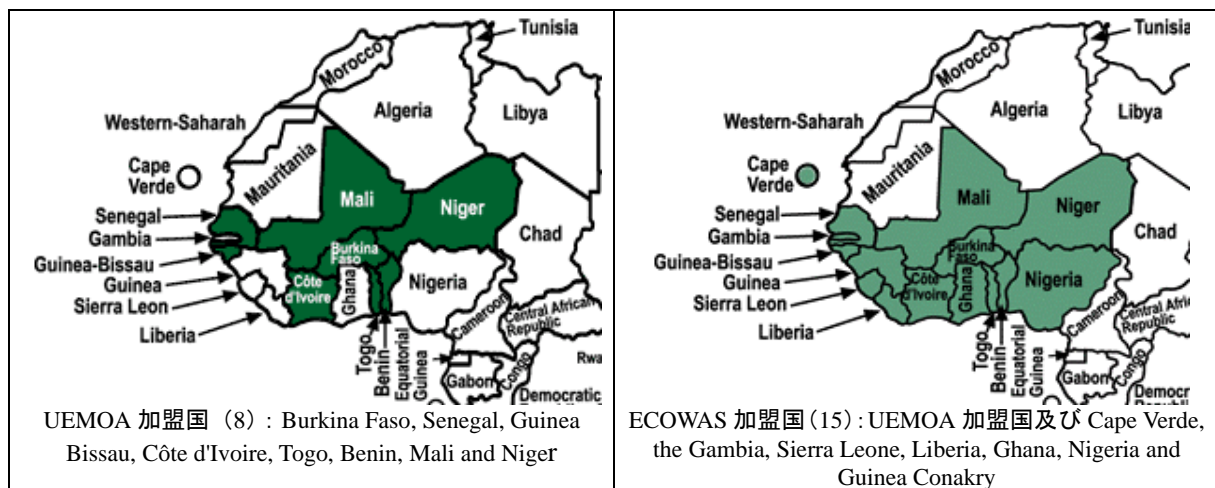 Tunisia
Morocco
Algeria
Libya
Western-Saharah
Cape
Verde
Mauritania
Mali
Niger
Senegal
Gambia
Chad
Guinea-Bissau
Burkina
Faso
Guinea
Côte
d'Ivoire
Ghana
Nigeria
Sierra Leon
Liberia
Cameroon
Central African
Republic
Togo
Benin
Equatorial
Guinea
Gabon
Congo
Rwa
Democratic
UEMOA 加盟国（8）: Burkina Faso, Senegal, Guinea
Bissau, Côte d'Ivoire, Togo, Benin, Mali and Niger
Tunisia
Morocco
Algeria
Libya
Western-Saharah
Cape
Verde
Mauritania
Mali
Niger
Senegal
Gambia
Chad
Guinea-Bissau
Burkina
Faso
Guinea
Côte
d'Ivoire
Ghana
Nigeria
Sierra Leon
Liberia
Cameroon
Central Afric
Republic
Togo
Benin
Equatorial
Guinea
Gabon
Congo
Democr
ECOWAS 加盟国（15）: UEMOA 加盟国及び Cape Verde,
the Gambia, Sierra Leone, Liberia, Ghana, Nigeria and
Guinea Conakry